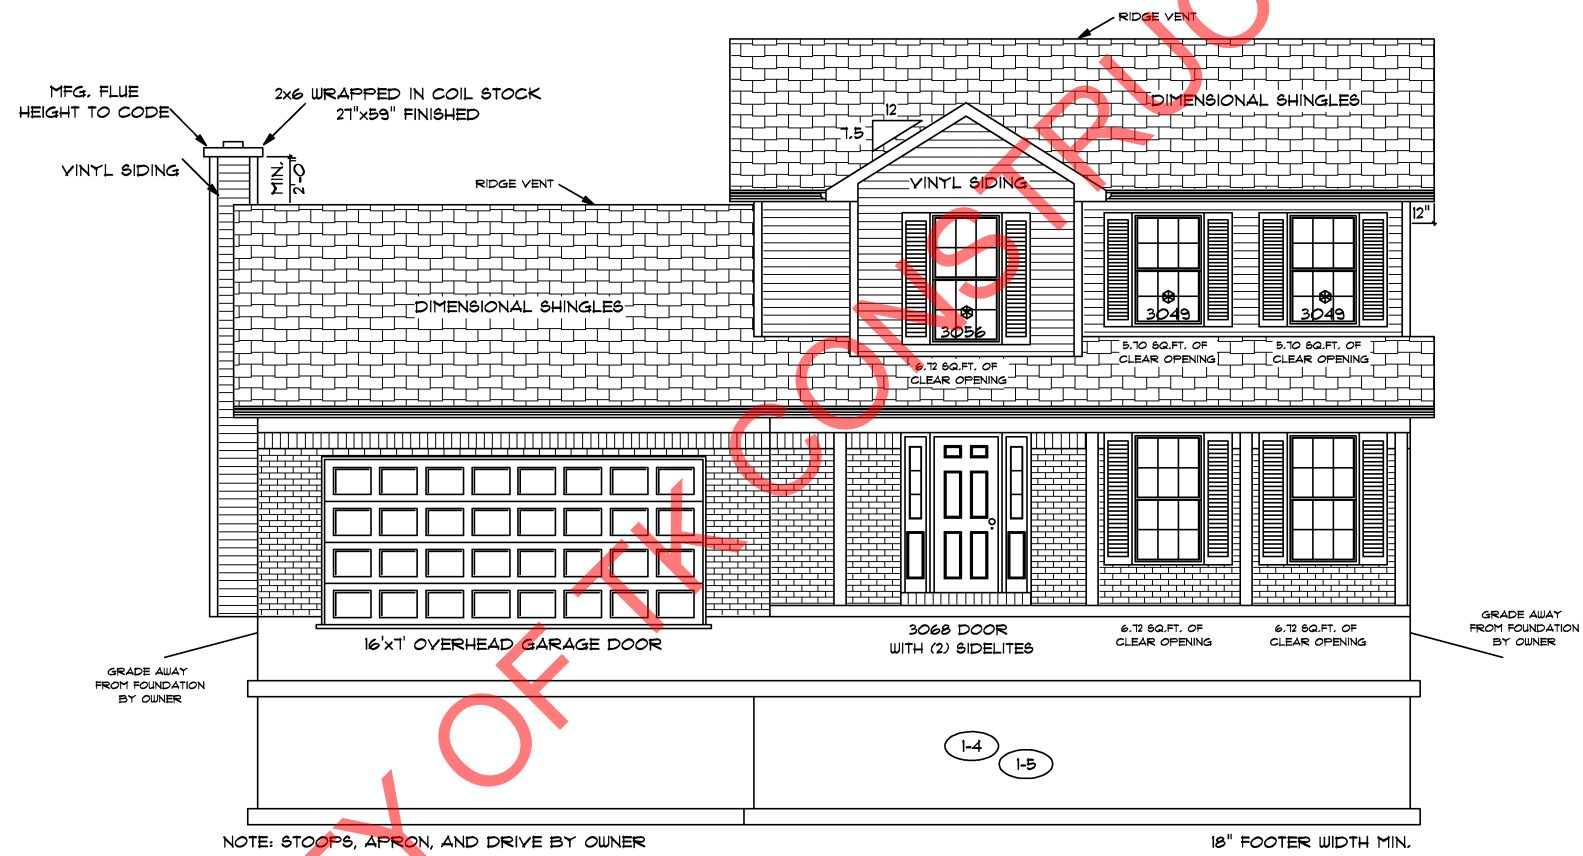 RIDGE VENT
MFG. FLUE
HEIGHT TO CODE
2x6 WRAPPED IN COIL STOCK
27"x59" FINISHED
DIMENSIONAL SHINGLES
12
7.5
VINYL SIDING
MIN.
2'-0"
RIDGE VENT
VINYL SIDING
12"
DIMENSIONAL SHINGLES
3056
3049
3049
6.72 SQ.FT. OF
CLEAR OPENING
5.70 SQ.FT. OF
CLEAR OPENING
5.70 SQ.FT. OF
CLEAR OPENING
16'x7' OVERHEAD GARAGE DOOR
3068 DOOR
WITH (2) SIDELITES
6.72 SQ.FT. OF
CLEAR OPENING
6.72 SQ.FT. OF
CLEAR OPENING
GRADE AWAY
FROM FOUNDATION
BY OWNER
GRADE AWAY
FROM FOUNDATION
BY OWNER
1-4
1-5
NOTE: STOOPS, APRON, AND DRIVE BY OWNER
18" FOOTER WIDTH MIN.
TY OF TK CONSTRUC